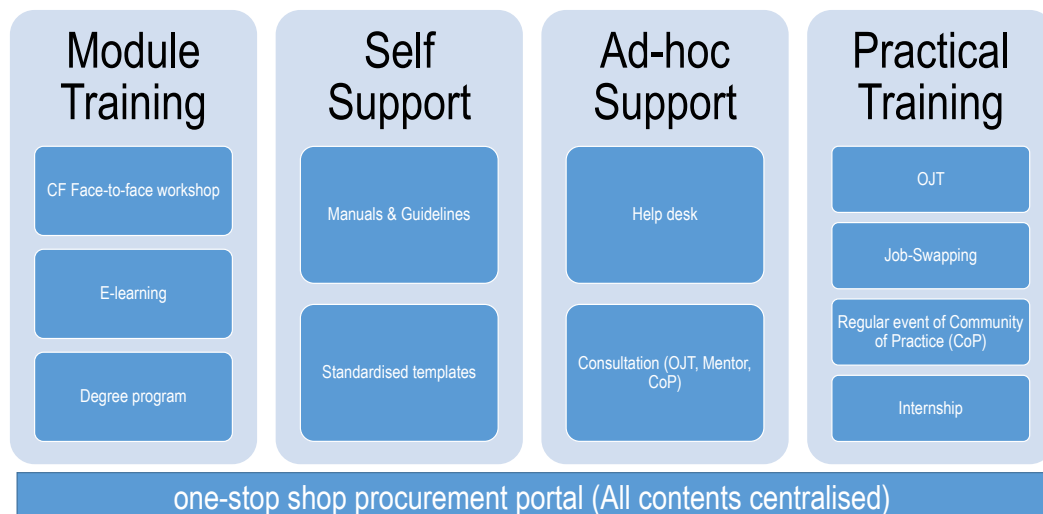 Module
Training
CF Face-to-face workshop
E-learning
Degree program
Self
Support
Manuals & Guidelines
Standardised templates
Ad-hoc
Support
Help desk
Consultation (OJT, Mentor,
CoP)
Practical
Training
OJT
Job-Swapping
Regular event of Community
of Practice (CoP)
Internship
one-stop shop procurement portal (All contents centralised)